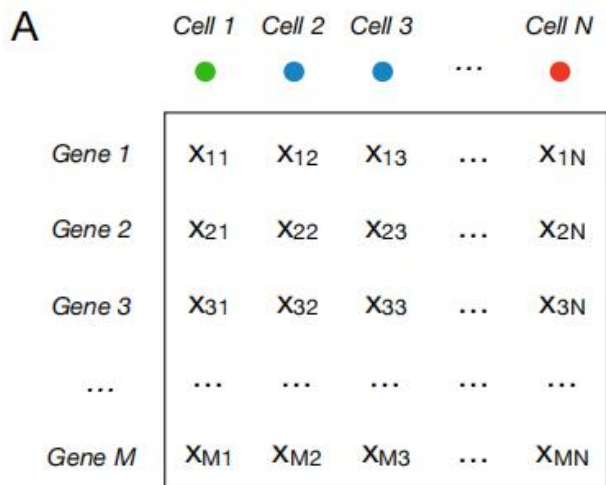 A
Cell 1 Cell 2 Cell 3 ... Cell N
Gene 1 x11 x12 x13 ... x1N
Gene 2 x21 x22 x23 ... x2N
Gene 3 x31 x32 x33 ... x3N
... ... ... ... ... ...
Gene M xM1 xM2 xM3 ... xMN